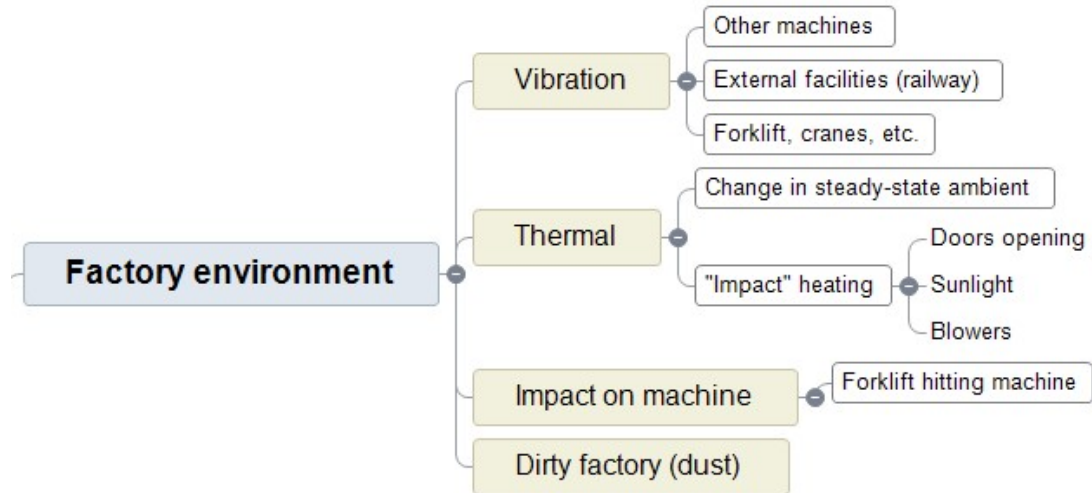 Other machines
Vibration
External facilities (railway)
Forklift, cranes, etc.
Change in steady-state ambient
Thermal
Doors opening
Factory environment
"Impact" heating
Sunlight
Blowers
Forklift hitting machine
Impact on machine
Dirty factory (dust)